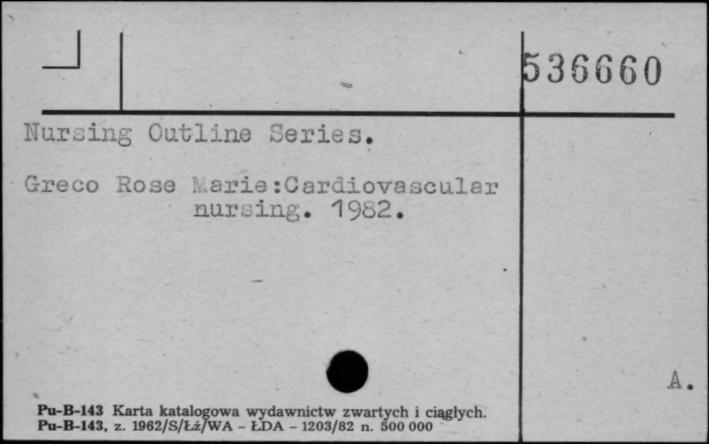 536660
Nursing Outline Series.
Greco Rose Marie:Cardiovascular
nursing. 1982.
A.
Pu-B-143 Karta katalogowa wydawnictw zwartych i ciągłych.
Pu-B-143, z. 1962/S/Łż/WA - ŁDA - 1203/82 n. 500 000